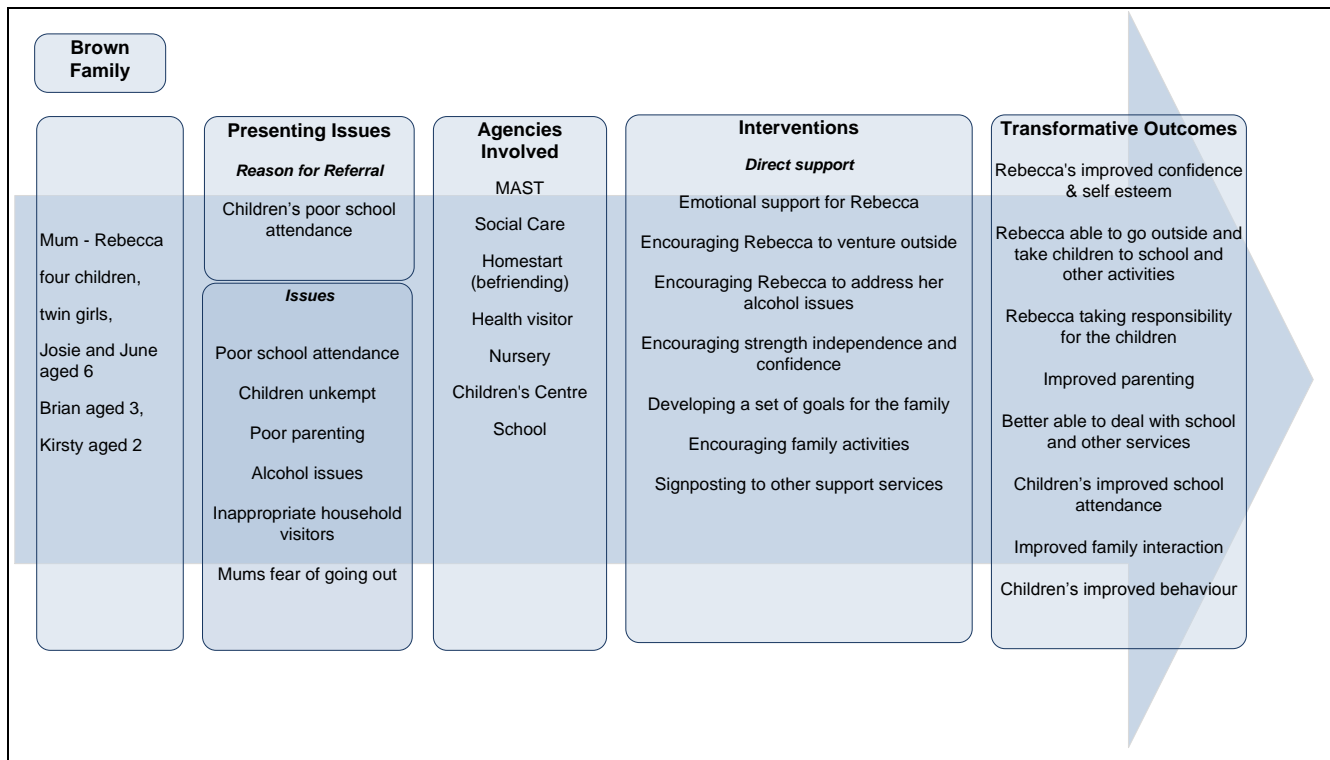 Brown
Family
Mum - Rebecca
four children,
twin girls,
Josie and June
aged 6
Brian aged 3,
Kirsty aged 2
Presenting Issues
Reason for Referral
Children’s poor school
attendance
Issues
Poor school attendance
Children unkempt
Poor parenting
Alcohol issues
Inappropriate household
visitors
Mums fear of going out
Agencies
Involved
MAST
Social Care
Homestart
(befriending)
Health visitor
Nursery
Children's Centre
School
Interventions
Direct support
Emotional support for Rebecca
Encouraging Rebecca to venture outside
Encouraging Rebecca to address her
alcohol issues
Encouraging strength independence and
confidence
Developing a set of goals for the family
Encouraging family activities
Signposting to other support services
Transformative Outcomes
Rebecca's improved confidence
& self esteem
Rebecca able to go outside and
take children to school and
other activities
Rebecca taking responsibility
for the children
Improved parenting
Better able to deal with school
and other services
Children’s improved school
attendance
Improved family interaction
Children’s improved behaviour